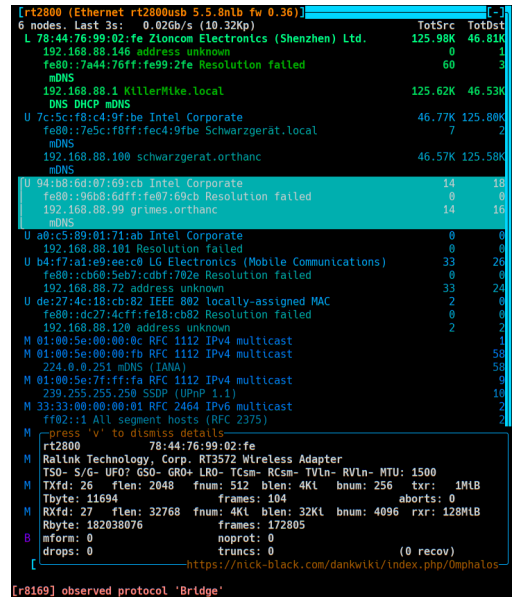 [rt2800 (Ethernet rt2800usb 5.5.8nlb fw 0.36)] [-]
6 nodes. Last 3s: 0.02Gb/s (10.32Kp) TotSrc TotDst
L 78:44:76:99:02:fe Zioncom Electronics (Shenzhen) Ltd. 125.98K 46.81K
192.168.88.146 address unknown 0 1
fe80::7a44:76ff:fe99:2fe Resolution failed 60 3
mDNS
192.168.88.1 KillerMike.local 125.62K 46.53K
DNS DHCP mDNS
U 7c:5c:f8:c4:9f:be Intel Corporate 46.77K 125.80K
fe80::7e5c:f8ff:fec4:9fbe Schwarzgerät.local 7 2
mDNS
192.168.88.100 schwarzgerat.orthanc 46.57K 125.58K
mDNS
U 94:b8:6d:07:69:cb Intel Corporate 14 18
fe80::96b8:6dff:fe07:69cb Resolution failed 0 0
192.168.88.99 grimes.orthanc 14 16
mDNS
U a0:c5:89:01:71:ab Intel Corporate 0 0
192.168.88.101 Resolution failed 0 0
U b4:f7:a1:e9:ee:c0 LG Electronics (Mobile Communications) 33 26
fe80::cb60:5eb7:cdbf:702e Resolution failed 0 0
192.168.88.72 address unknown 33 24
U de:27:4c:18:cb:82 IEEE 802 locally-assigned MAC 2 0
fe80::dc27:4cff:fe18:cb82 Resolution failed 0 0
192.168.88.120 address unknown 2 2
M 01:00:5e:00:00:0c RFC 1112 IPv4 multicast 1
M 01:00:5e:00:00:fb RFC 1112 IPv4 multicast 58
224.0.0.251 mDNS (IANA) 58
M 01:00:5e:7f:ff:fa RFC 1112 IPv4 multicast 9
239.255.255.250 SSDP (UPnP 1.1) 10
M 33:33:00:00:00:01 RFC 2464 IPv6 multicast 2
ff02::1 All segment hosts (RFC 2375) 2
M press 'v' to dismiss details
rt2800 78:44:76:99:02:fe
M Ralink Technology, Corp. RT3572 Wireless Adapter
TSO- S/G- UFO? GSO- GRO+ LRO- TCsm- RCsm- TVln- RVln- MTU: 1500
M TXfd: 26 flen: 2048 fnum: 512 blen: 4Ki bnum: 256 txr: 1MiB
Tbyte: 11694 frames: 104 aborts: 0
M RXfd: 27 flen: 32768 fnum: 4Ki blen: 32Ki bnum: 4096 rxr: 128MiB
Rbyte: 182038076 frames: 172805
B mform: 0 noprot: 0
drops: 0 truncs: 0 (0 recov)
[ https://nick-black.com/dankwiki/index.php/Omphalos
[r8169] observed protocol 'Bridge'